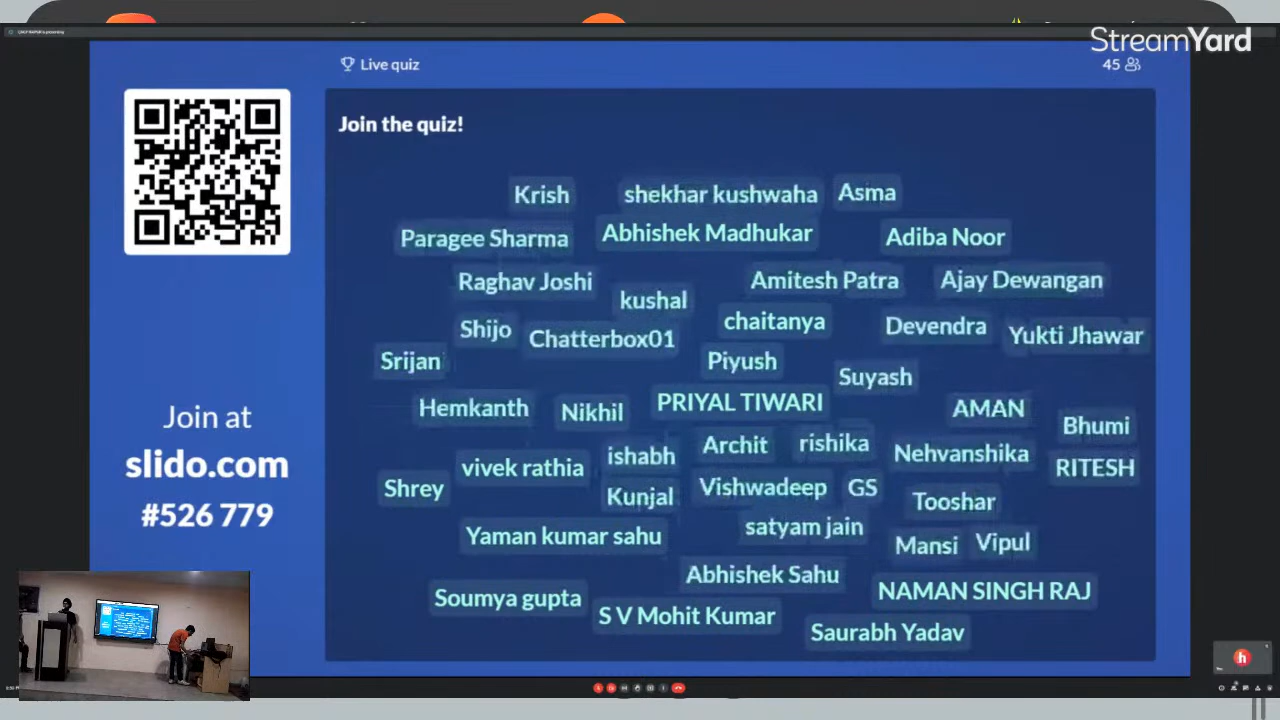 StreamYard
Live quiz
45
Join the quiz!
Krish
shekhar kushwaha
Asma
Paragee Sharma
Abhishek Madhukar
Adiba Noor
Raghav Joshi
kushal
Amitesh Patra
Ajay Dewangan
Shijo
Chatterbox01
chaitanya
Devendra
Yukti Jhawar
Srijan
Piyush
Suyash
Hemkanth
Nikhil
PRIYAL TIWARI
AMAN
Bhumi
vivek rathia
ishabh
Archit
rishika
Nehvanshika
RITESH
Shrey
Kunjal
Vishwadeep
GS
Tooshar
Yaman kumar sahu
satyam jain
Mansi
Vipul
Abhishek Sahu
NAMAN SINGH RAJ
Soumya gupta
S V Mohit Kumar
Saurabh Yadav
Join at
slido.com
#526 779
h